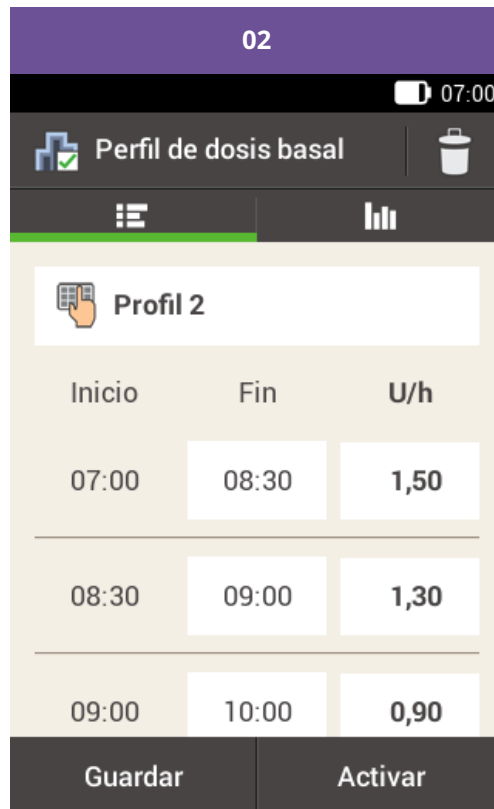 02
07:00
Perfil de dosis basal
Profil 2
Inicio Fin U/h
07:00 08:30 1,50
08:30 09:00 1,30
09:00 10:00 0,90
Guardar Activar